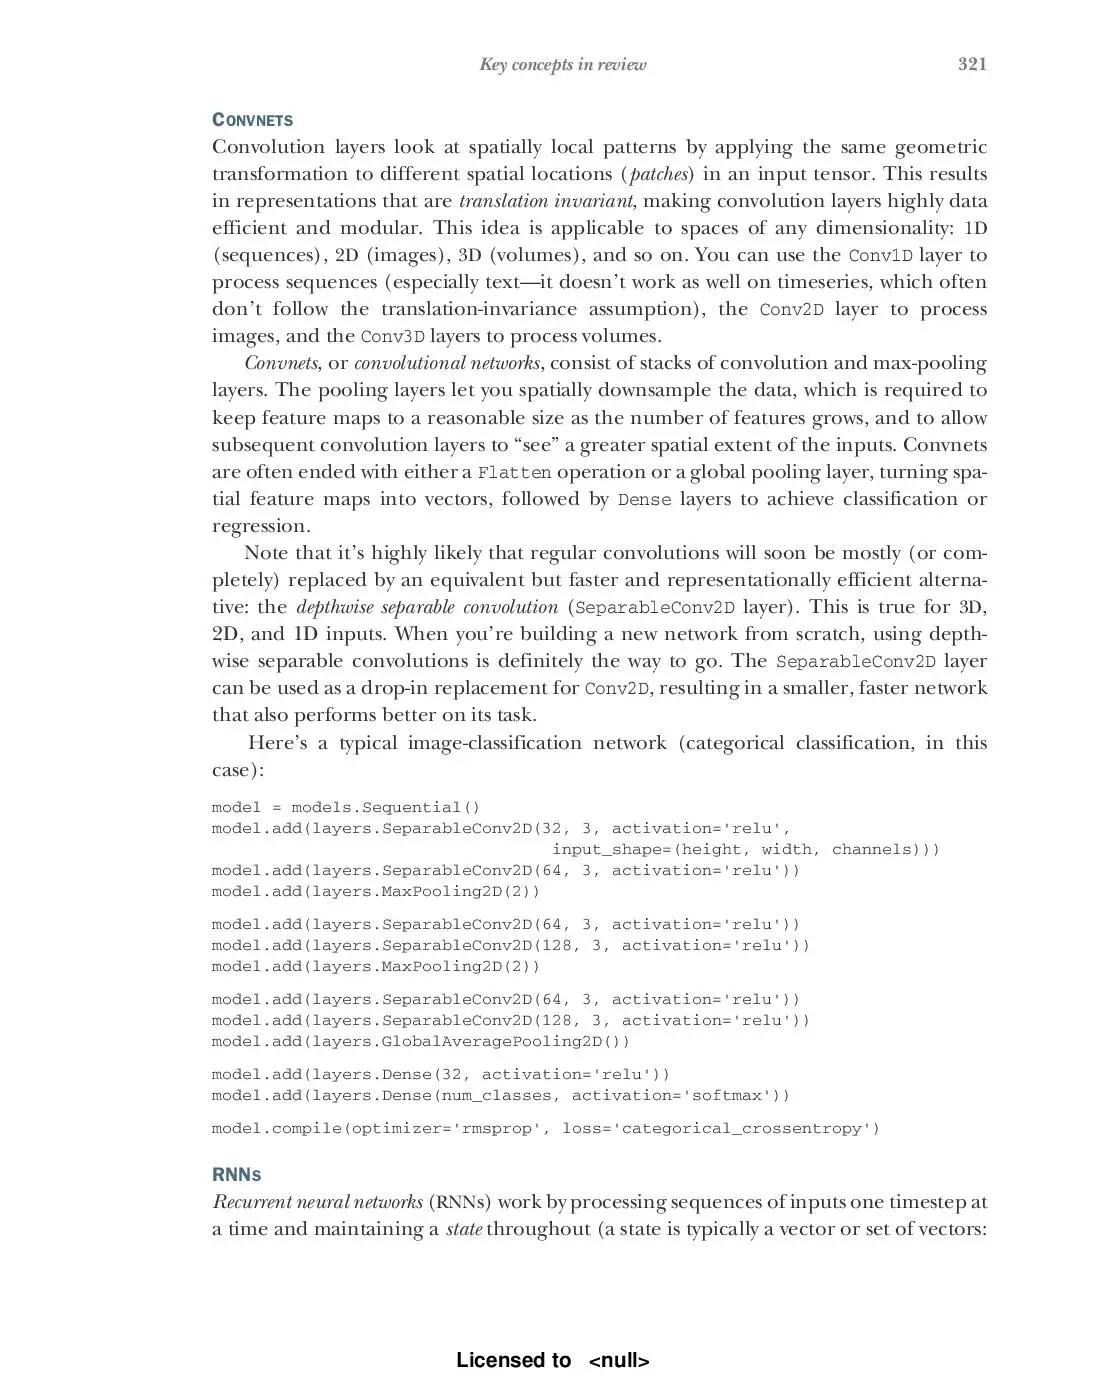 Key concepts in review 321
CONVNETS
Convolution layers look at spatially local patterns by applying the same geometric
transformation to different spatial locations (patches) in an input tensor. This results
in representations that are translation invariant, making convolution layers highly data
efficient and modular. This idea is applicable to spaces of any dimensionality: 1D
(sequences), 2D (images), 3D (volumes), and so on. You can use the Conv1D layer to
process sequences (especially text—it doesn’t work as well on timeseries, which often
don’t follow the translation-invariance assumption), the Conv2D layer to process
images, and the Conv3D layers to process volumes.
Convnets, or convolutional networks, consist of stacks of convolution and max-pooling
layers. The pooling layers let you spatially downsample the data, which is required to
keep feature maps to a reasonable size as the number of features grows, and to allow
subsequent convolution layers to “see” a greater spatial extent of the inputs. Convnets
are often ended with either a Flatten operation or a global pooling layer, turning spa-
tial feature maps into vectors, followed by Dense layers to achieve classification or
regression.
Note that it’s highly likely that regular convolutions will soon be mostly (or com-
pletely) replaced by an equivalent but faster and representationally efficient alterna-
tive: the depthwise separable convolution (SeparableConv2D layer). This is true for 3D,
2D, and 1D inputs. When you’re building a new network from scratch, using depth-
wise separable convolutions is definitely the way to go. The SeparableConv2D layer
can be used as a drop-in replacement for Conv2D, resulting in a smaller, faster network
that also performs better on its task.
Here’s a typical image-classification network (categorical classification, in this
case):
model = models.Sequential()
model.add(layers.SeparableConv2D(32, 3, activation='relu',
input_shape=(height, width, channels)))
model.add(layers.SeparableConv2D(64, 3, activation='relu'))
model.add(layers.MaxPooling2D(2))
model.add(layers.SeparableConv2D(64, 3, activation='relu'))
model.add(layers.SeparableConv2D(128, 3, activation='relu'))
model.add(layers.MaxPooling2D(2))
model.add(layers.SeparableConv2D(64, 3, activation='relu'))
model.add(layers.SeparableConv2D(128, 3, activation='relu'))
model.add(layers.GlobalAveragePooling2D())
model.add(layers.Dense(32, activation='relu'))
model.add(layers.Dense(num_classes, activation='softmax'))
model.compile(optimizer='rmsprop', loss='categorical_crossentropy')
RNNS
Recurrent neural networks (RNNs) work by processing sequences of inputs one timestep at
a time and maintaining a state throughout (a state is typically a vector or set of vectors:
Licensed to <null>